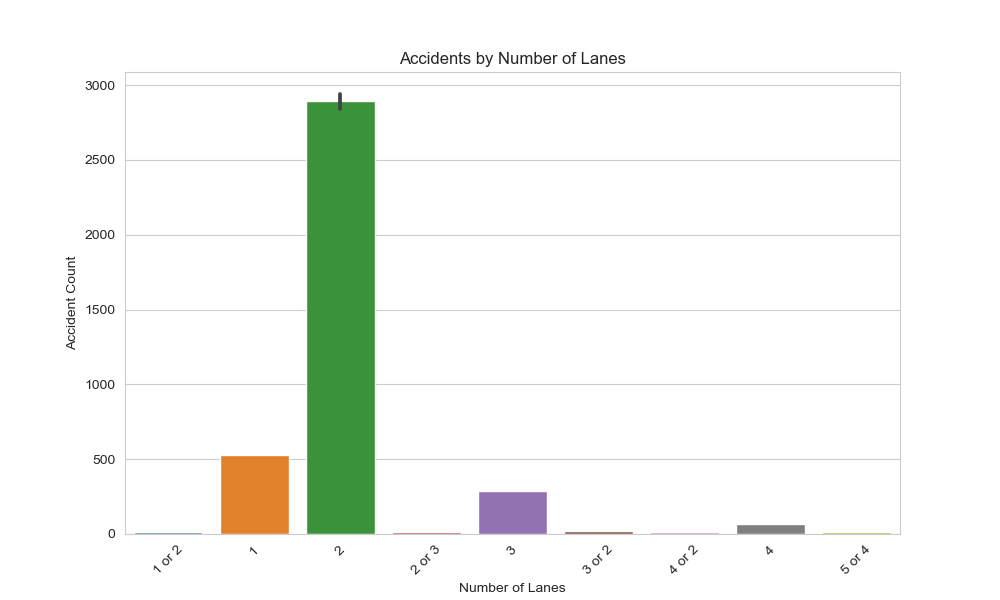 Accidents by Number of Lanes
3000
2500
2000
1500
1000
500
0
Accident Count
1 or 2
1
2
2 or 3
3
3 or 2
4 or 2
4
5 or 4
Number of Lanes